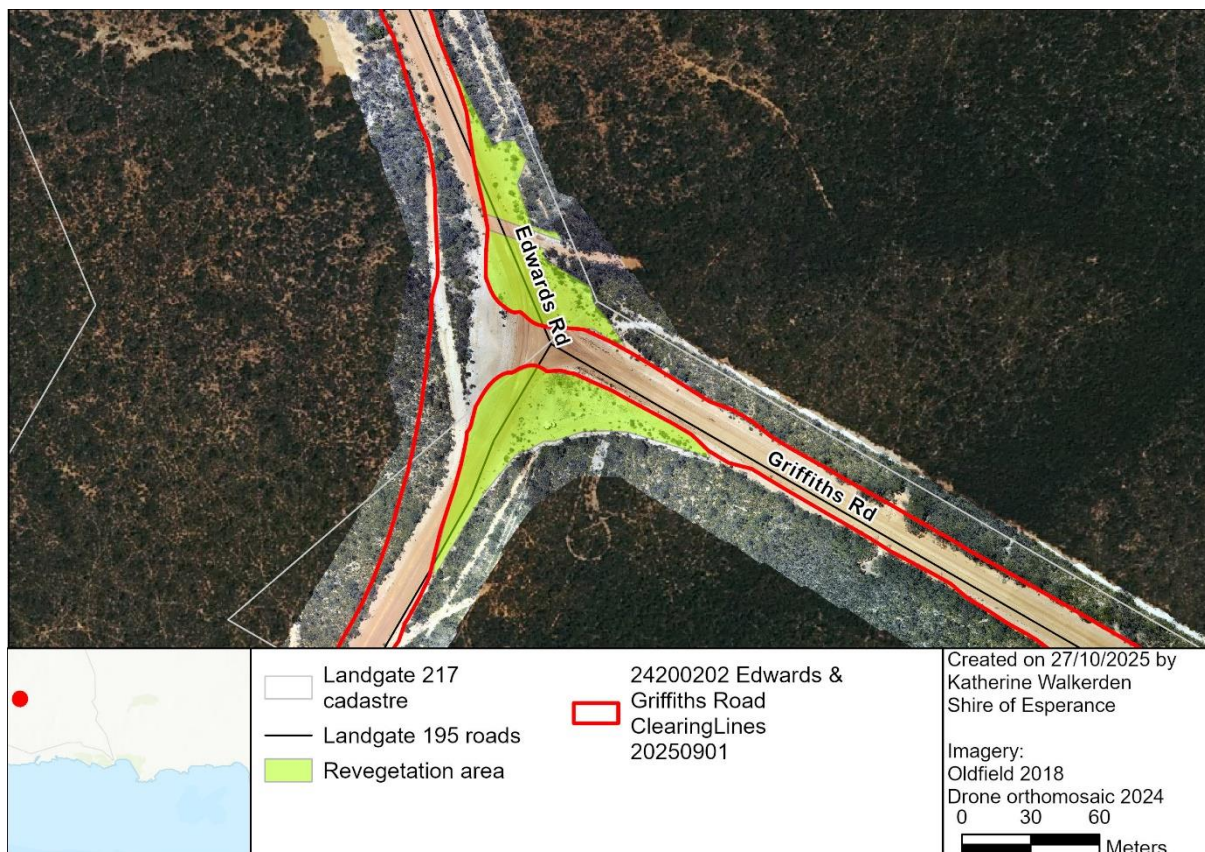 Edwards Rd
Griffiths Rd
Landgate 217
cadastre
Landgate 195 roads
Revegetation area
24200202 Edwards &
Griffiths Road
ClearingLines
20250901
Created on 27/10/2025 by
Katherine Walkerden
Shire of Esperance
Imagery:
Oldfield 2018
Drone orthomosaic 2024
0 30 60
Meters